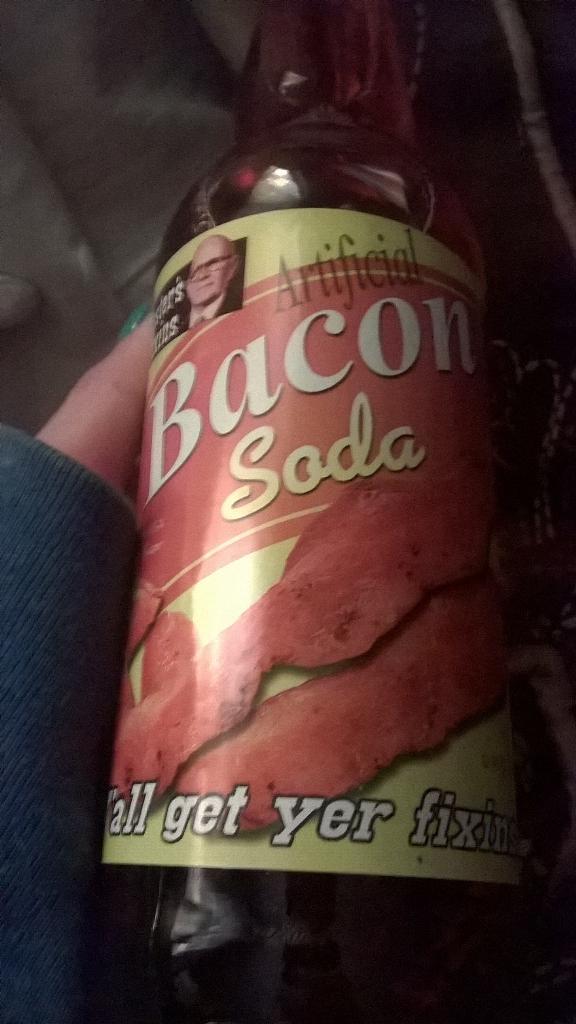 Artificial
Bacon
Soda
'all get yer fixin